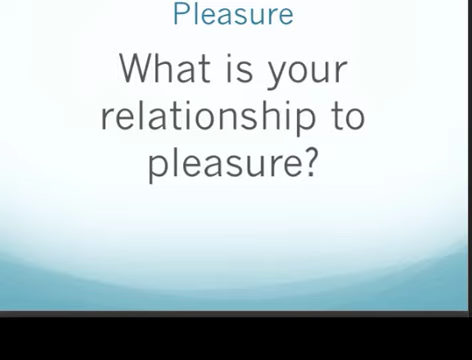 Pleasure
What is your
relationship to
pleasure?